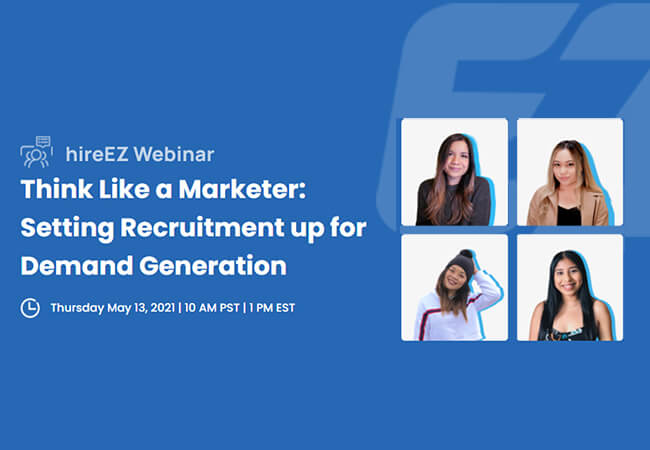 hireEZ Webinar
Think Like a Marketer:
Setting Recruitment up for
Demand Generation
Thursday May 13, 2021 | 10 AM PST | 1 PM EST
EZ